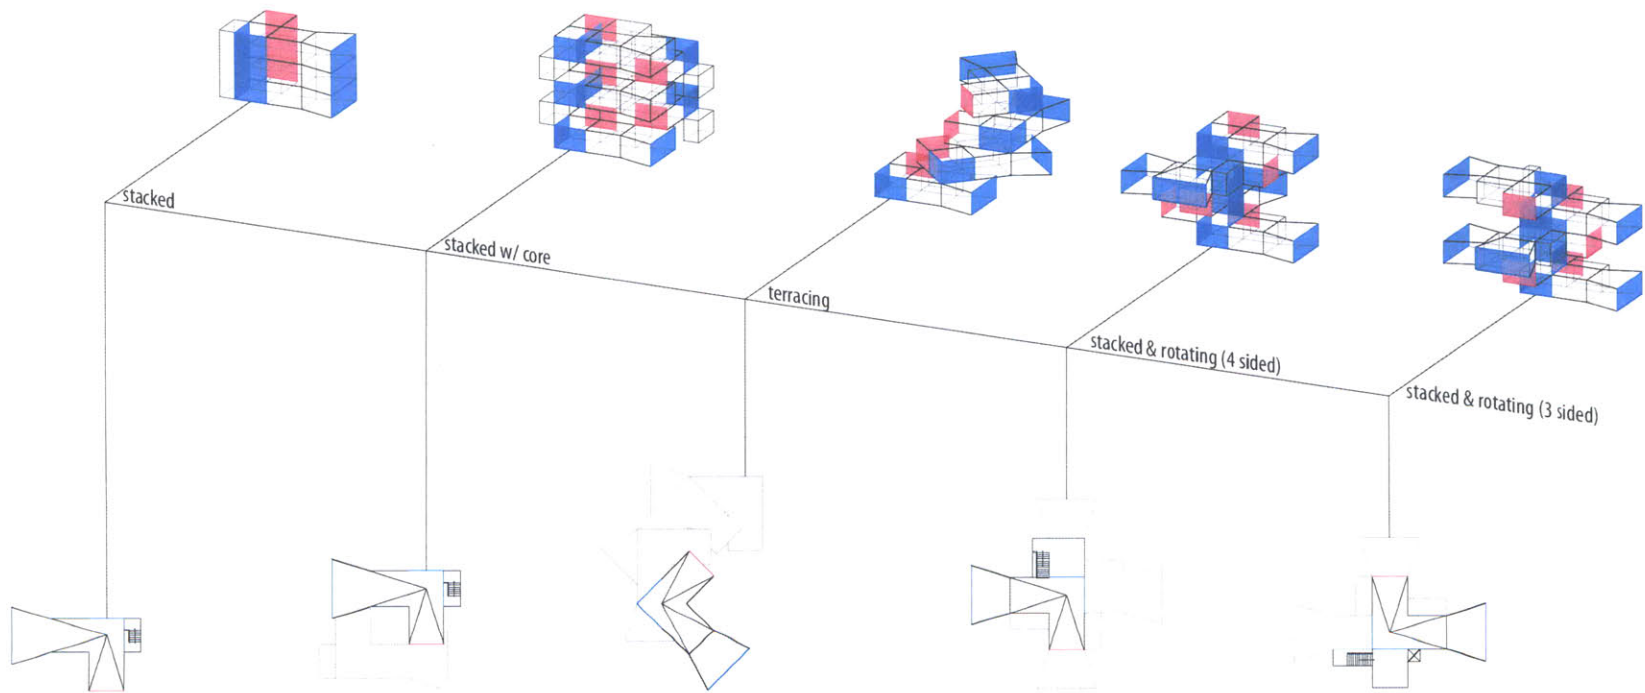 stacked
stacked w/ core
terracing
stacked & rotating (4 sided)
stacked & rotating (3 sided)